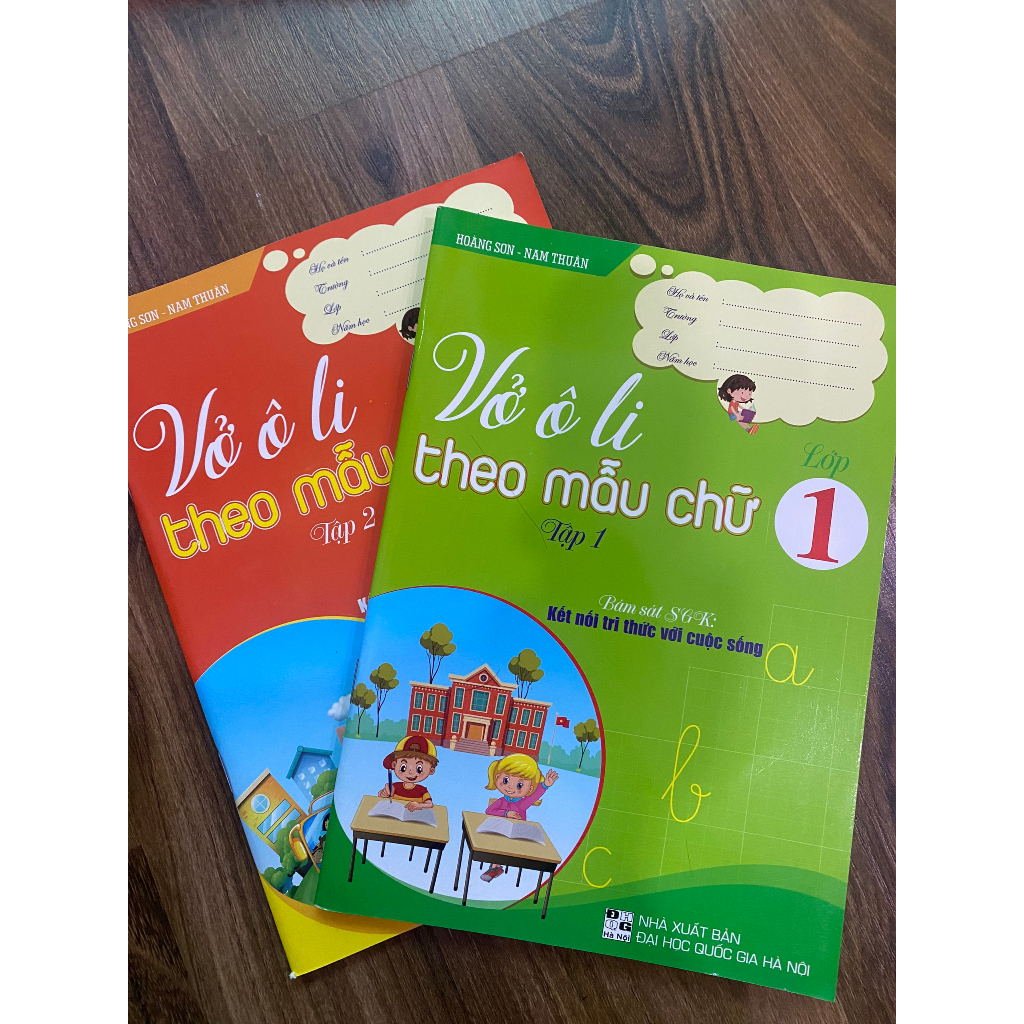 HOÀNG SƠN - NAM THUẬN
Họ và tên
Trường
Lớp
Năm học
Vở ô li
theo mẫu chữ
Tập 1
Lớp
1
Bám sát SGK:
Kết nối tri thức với cuộc sống
a
b
c
Hà Nội
NHÀ XUẤT BẢN
ĐẠI HỌC QUỐC GIA HÀ NỘI
SƠN - NAM THUẬN
Họ và tên
Trường
Lớp
Năm học
Vở ô li
theo mẫu
Tập 2
K